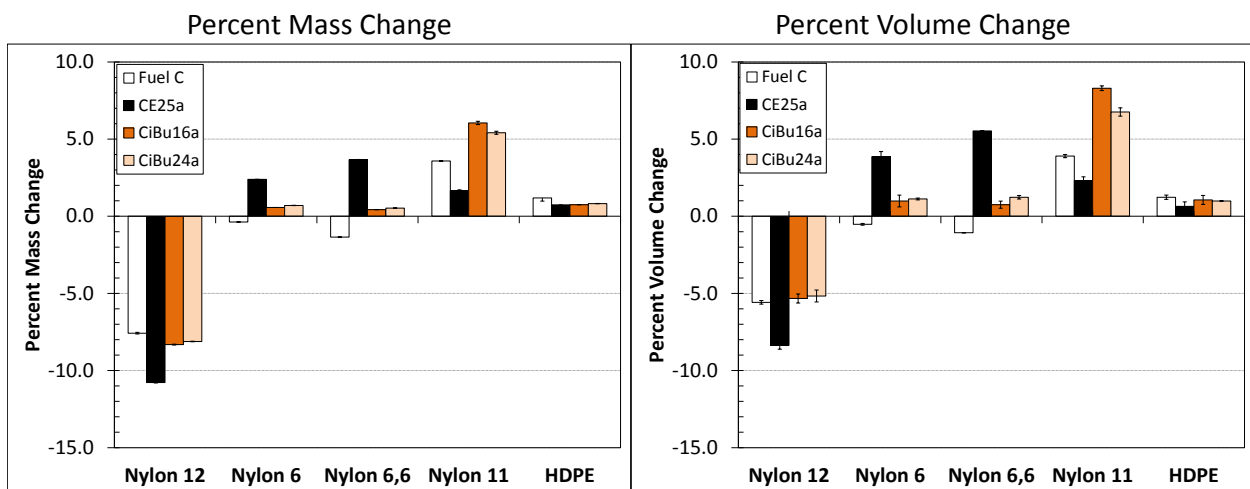 Percent Mass Change
Percent Volume Change
10.0
5.0
0.0
-5.0
-10.0
-15.0
Percent Mass Change
Fuel C
CE25a
CiBu16a
CiBu24a
Nylon 12 Nylon 6 Nylon 6,6 Nylon 11 HDPE
10.0
5.0
0.0
-5.0
-10.0
-15.0
Percent Volume Change
Fuel C
CE25a
CiBu16a
CiBu24a
Nylon 12 Nylon 6 Nylon 6,6 Nylon 11 HDPE